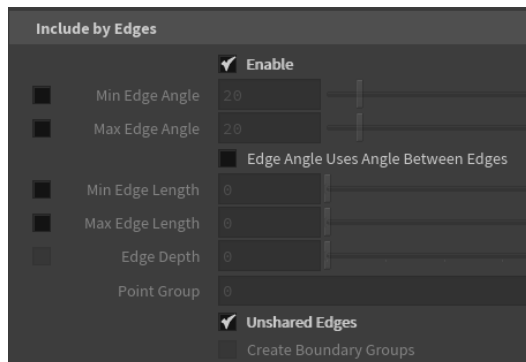 Include by Edges
Enable
Min Edge Angle 20
Max Edge Angle 20
Edge Angle Uses Angle Between Edges
Min Edge Length 0
Max Edge Length 0
Edge Depth 0
Point Group 0
Unshared Edges
Create Boundary Groups